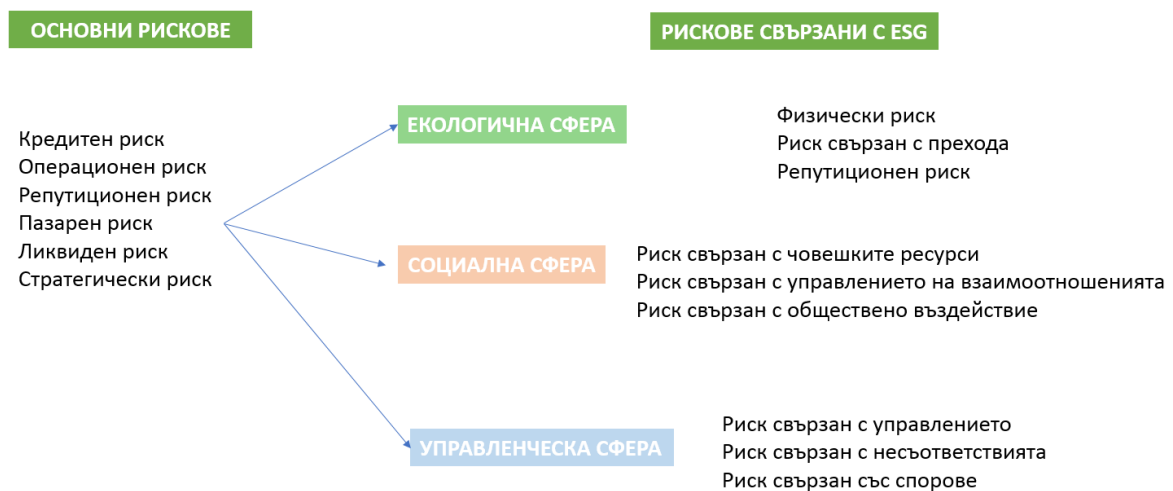 ОСНОВНИ РИСКОВЕ
РИСКОВЕ СВЪРЗАНИ С ESG
Кредитен риск
Операционен риск
Репутиционен риск
Пазарен риск
Ликвиден риск
Стратегически риск
ЕКОЛОГИЧНА СФЕРА
Физически риск
Риск свързан с прехода
Репутиционен риск
СОЦИАЛНА СФЕРА
Риск свързан с човешките ресурси
Риск свързан с управлението на взаимоотношенията
Риск свързан с обществено въздействие
УПРАВЛЕНЧЕСКА СФЕРА
Риск свързан с управлението
Риск свързан с несъответствията
Риск свързан със спорове